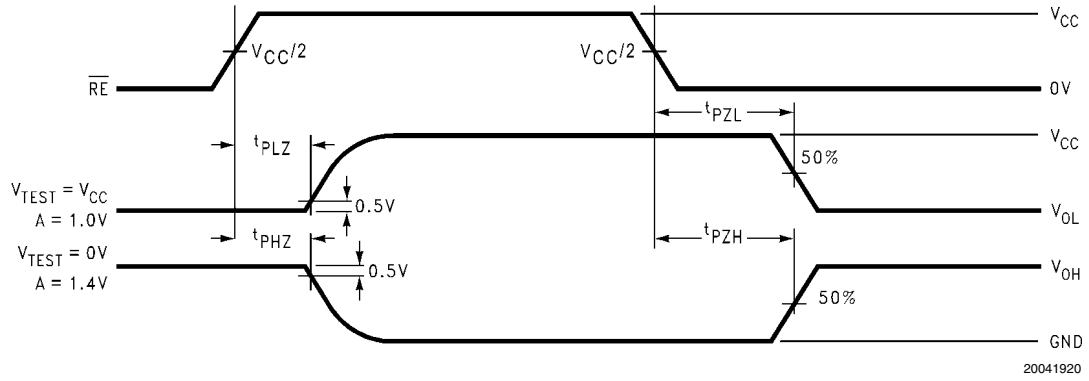 V_CC
V_CC/2
V_CC/2
R̅E̅
0V
t_PZL
V_CC
t_PLZ
50%
V_TEST = V_CC
A = 1.0V
0.5V
V_OL
t_PHZ
t_PZH
V_TEST = 0V
A = 1.4V
0.5V
V_OH
50%
GND
20041920